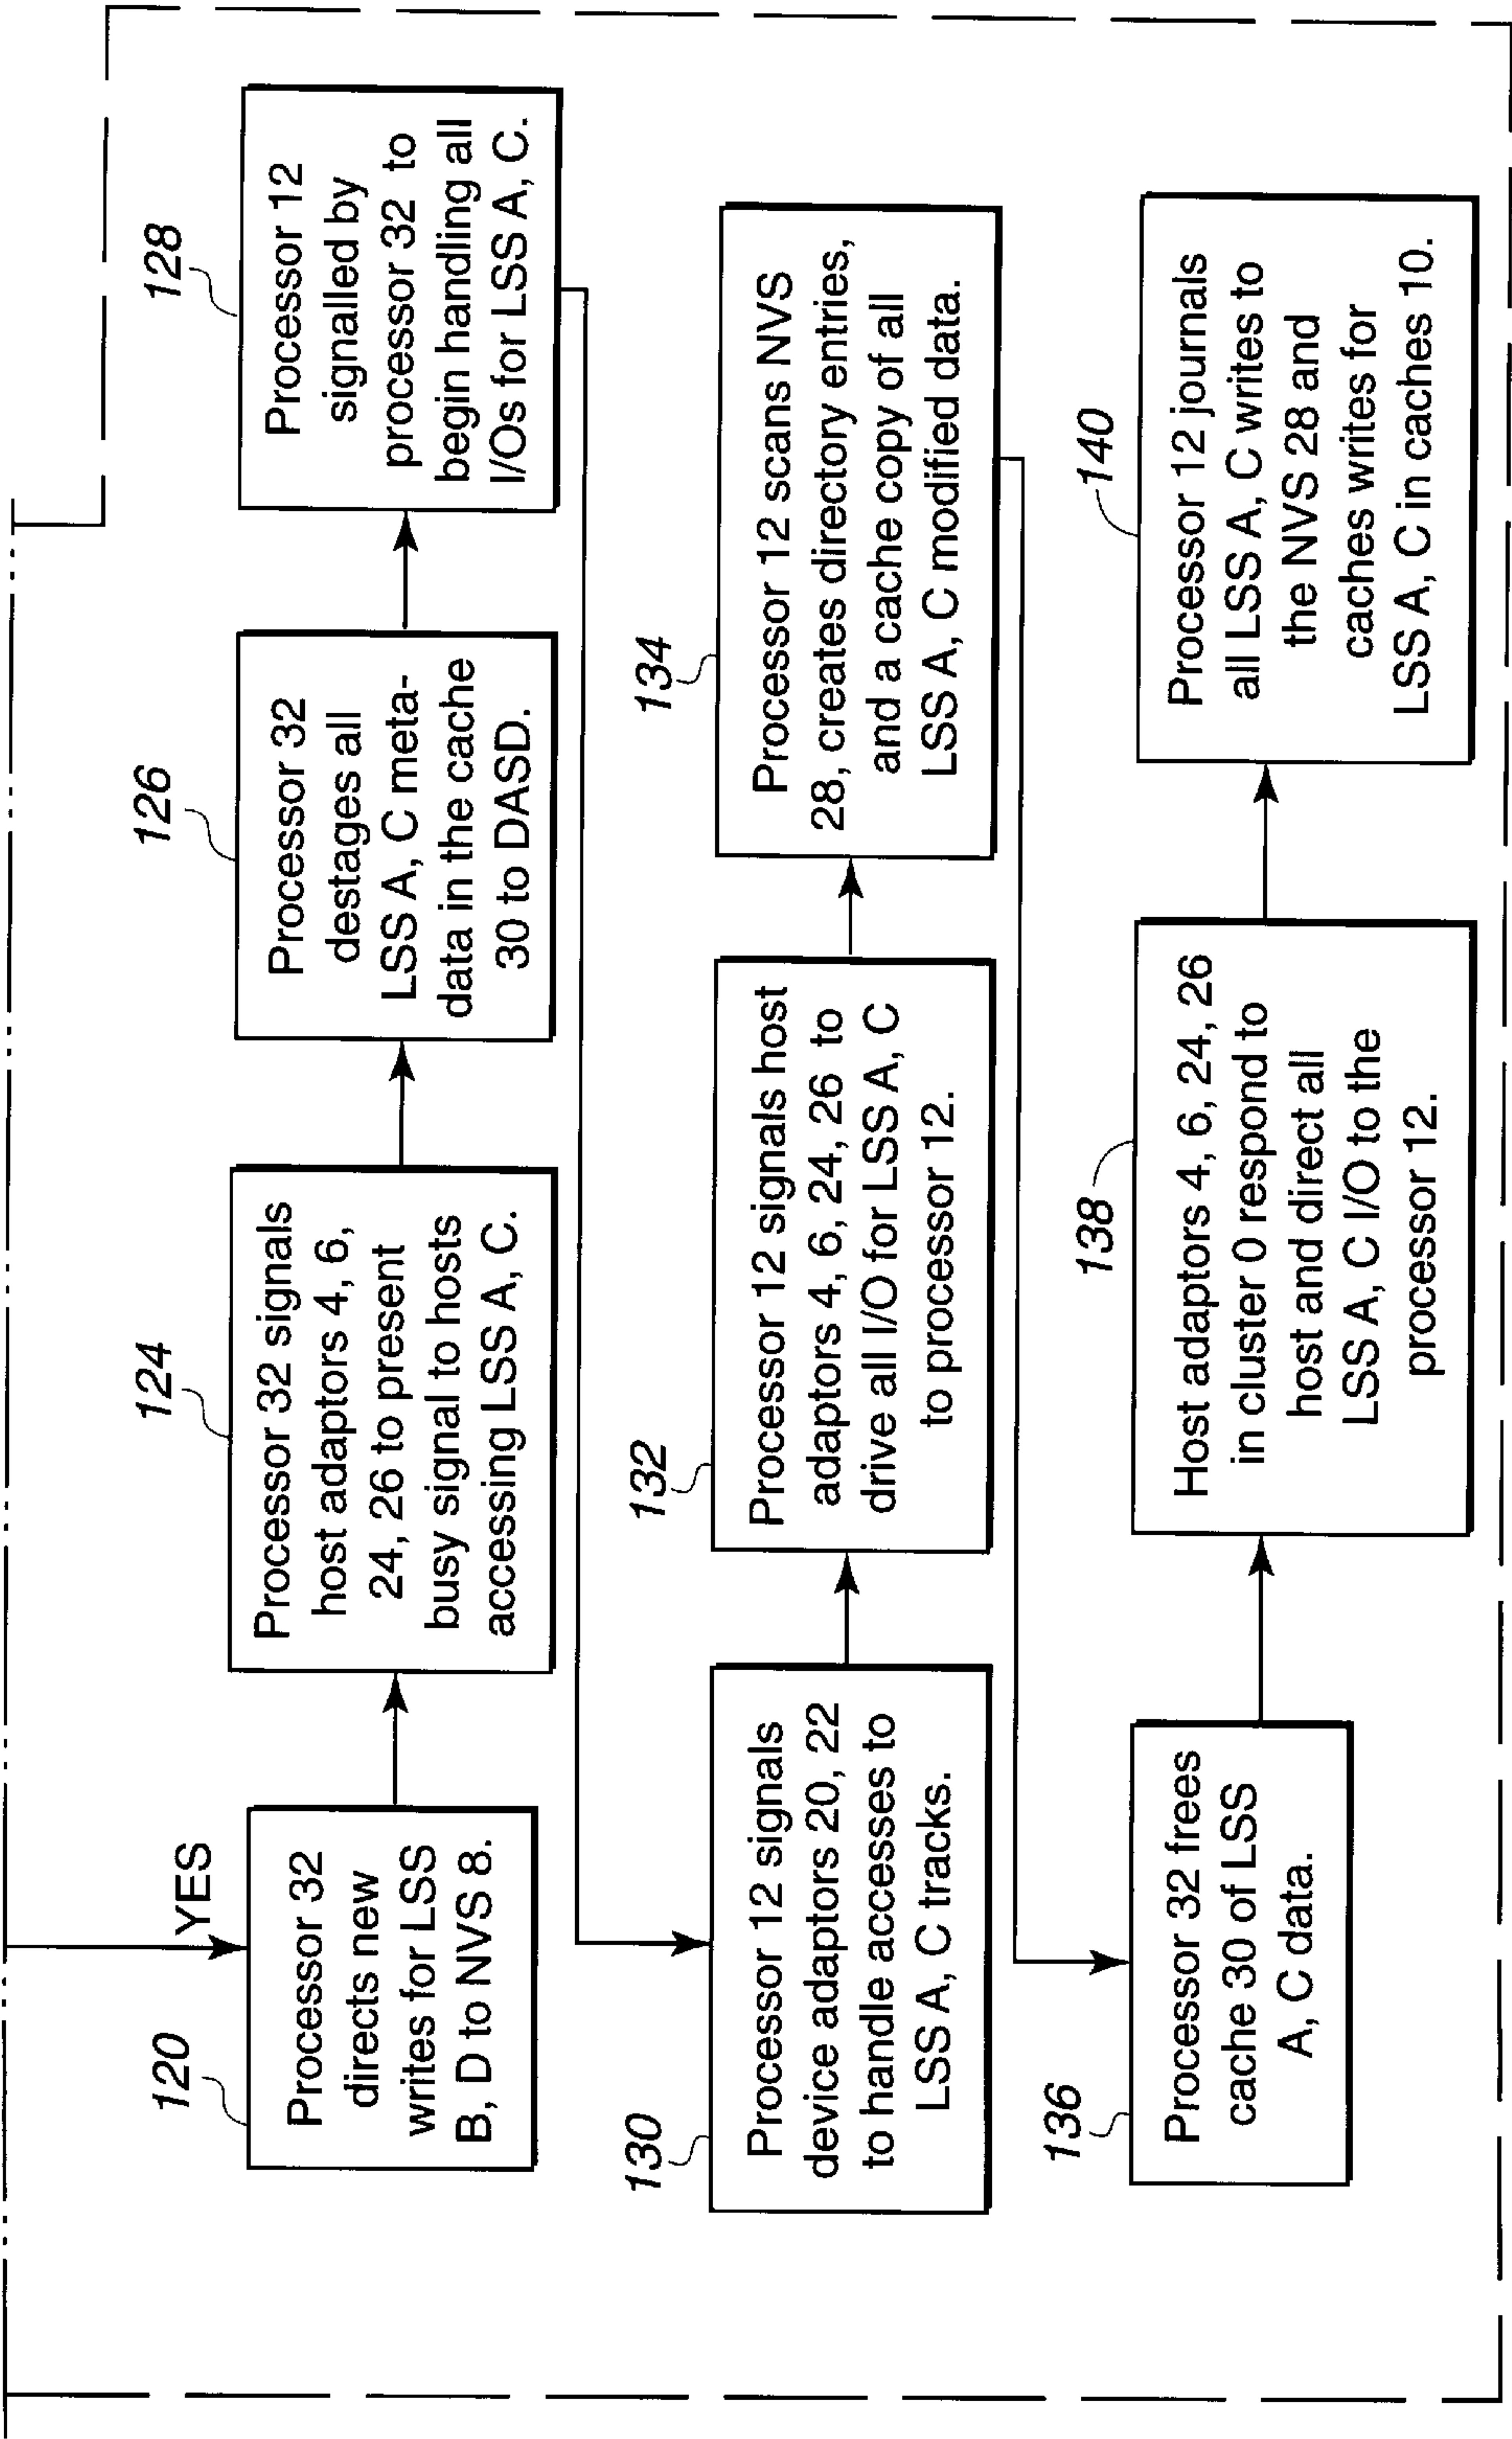 YES
120
Processor 32
directs new
writes for LSS
B, D to NVS 8.
124
Processor 32 signals
host adaptors 4, 6,
24, 26 to present
busy signal to hosts
accessing LSS A, C.
126
Processor 32
destages all
LSS A, C meta-
data in the cache
30 to DASD.
128
Processor 12
signalled by
processor 32 to
begin handling all
I/Os for LSS A, C.
130
Processor 12 signals
device adaptors 20, 22
to handle accesses to
LSS A, C tracks.
132
Processor 12 signals host
adaptors 4, 6, 24, 26 to
drive all I/O for LSS A, C
to processor 12.
134
Processor 12 scans NVS
28, creates directory entries,
and a cache copy of all
LSS A, C modified data.
136
Processor 32 frees
cache 30 of LSS
A, C data.
138
Host adaptors 4, 6, 24, 26
in cluster 0 respond to
host and direct all
LSS A, C I/O to the
processor 12.
140
Processor 12 journals
all LSS A, C writes to
the NVS 28 and
caches writes for
LSS A, C in caches 10.